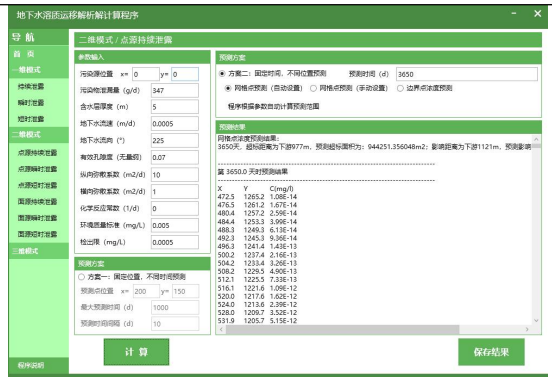 地下水溶质运移解析解计算程序
导 航
首 页
一维模式
持续泄露
瞬时泄露
短时泄露
二维模式
点源持续泄露
点源瞬时泄露
点源短时泄露
面源持续泄露
面源瞬时泄露
面源短时泄露
三维模式
程序说明
二维模式 / 点源持续泄露
参数输入
污染源位置 x= 0 y= 0
污染物泄漏量 (g/d) 347
含水层厚度 (m) 5
地下水流速 (m/d) 0.0005
地下水流向 (°) 225
有效孔隙度 (无量纲) 0.07
纵向弥散系数 (m2/d) 10
横向弥散系数 (m2/d) 1
化学反应常数 (1/d) 0
环境质量标准 (mg/L) 0.005
检出限 (mg/L) 0.0005
预测方案
方案一：固定位置，不同时间预测
预测点位置 x= 200 y= 150
最大预测时间 (d) 1000
预测时间间隔 (d) 10
计 算
预测方案
方案二：固定时间，不同位置预测 预测时间 (d) 3650
网格点预测 (自动设置) 网格点预测 (手动设置) 边界点浓度预测
程序根据参数自动计算预测范围
预测结果
网格点浓度预测结果:
3650天，超标距离为下游977m，预测超标面积为：944251.356048m2；影响距离为下游1121m，预测影响
第 3650.0 天时预测结果
X Y C(mg/l)
472.5 1265.2 1.08E-14
476.5 1261.2 1.67E-14
480.4 1257.2 2.59E-14
484.4 1253.3 3.99E-14
488.3 1249.3 6.13E-14
492.3 1245.3 9.36E-14
496.3 1241.4 1.43E-13
500.2 1237.4 2.16E-13
504.2 1233.4 3.26E-13
508.2 1229.5 4.90E-13
512.1 1225.5 7.33E-13
516.1 1221.6 1.09E-12
520.0 1217.6 1.62E-12
524.0 1213.6 2.39E-12
528.0 1209.7 3.52E-12
531.9 1205.7 5.15E-12
保存结果